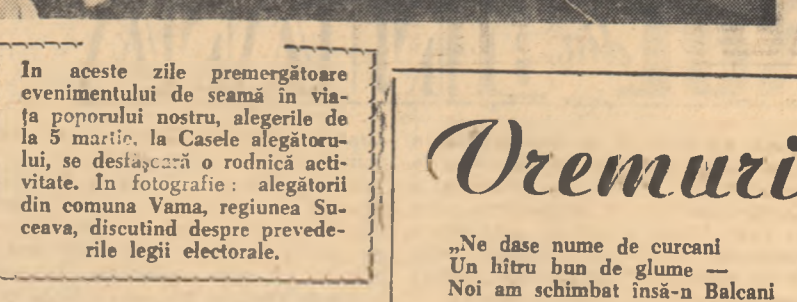 In aceste zile premergătoare
evenimentului de seamă în via-
ța poporului nostru, alegerile de
la 5 martie, la Casele alegătoru-
lui, se desfășoară o rodnică acti-
vitate. In fotografie : alegătorii
din comuna Vama, regiunea Su-
ceava, discutînd despre prevede-
rile legii electorale.
Vremuri
„Ne dase nume de curcani
Un hîtru bun de glume —
Noi am schimbat însă-n Balcani